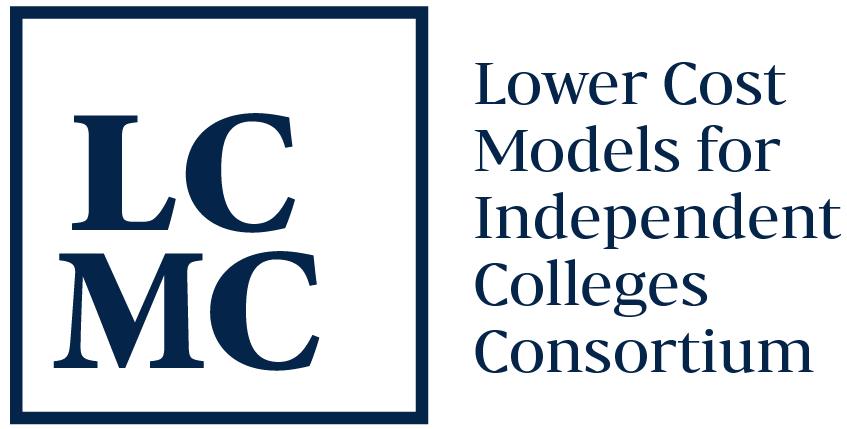 LC
MC
Lower Cost
Models for
Independent
Colleges
Consortium